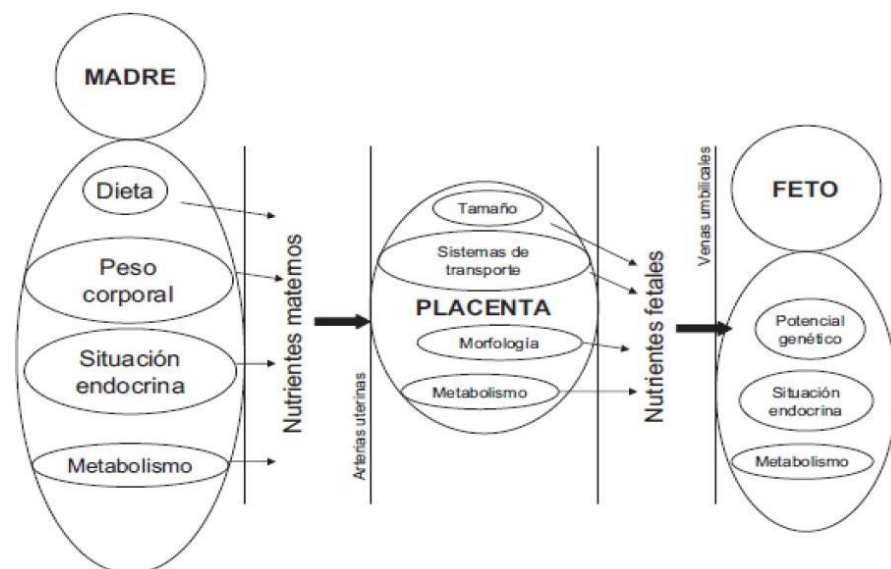 MADRE
Dieta
Peso
corporal
Situación
endocrina
Metabolismo
Nutrientes maternos
Arterias uterinas
Tamaño
Sistemas de
transporte
PLACENTA
Morfología
Metabolismo
Nutrientes fetales
Venas umbilicales
FETO
Potencial
genético
Situación
endocrina
Metabolismo